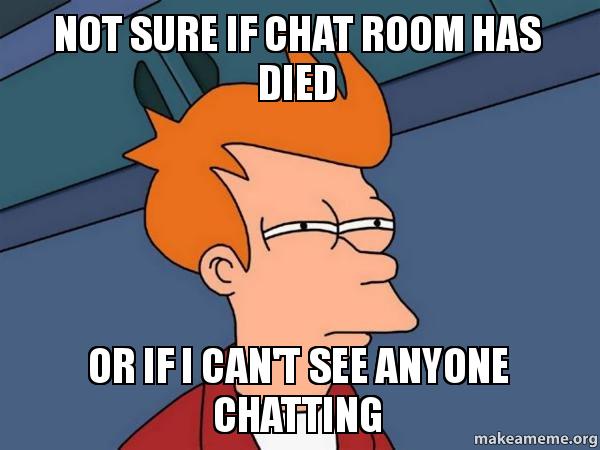 NOT SURE IF CHAT ROOM HAS
DIED
OR IF I CAN'T SEE ANYONE
CHATTING
makeameme.org